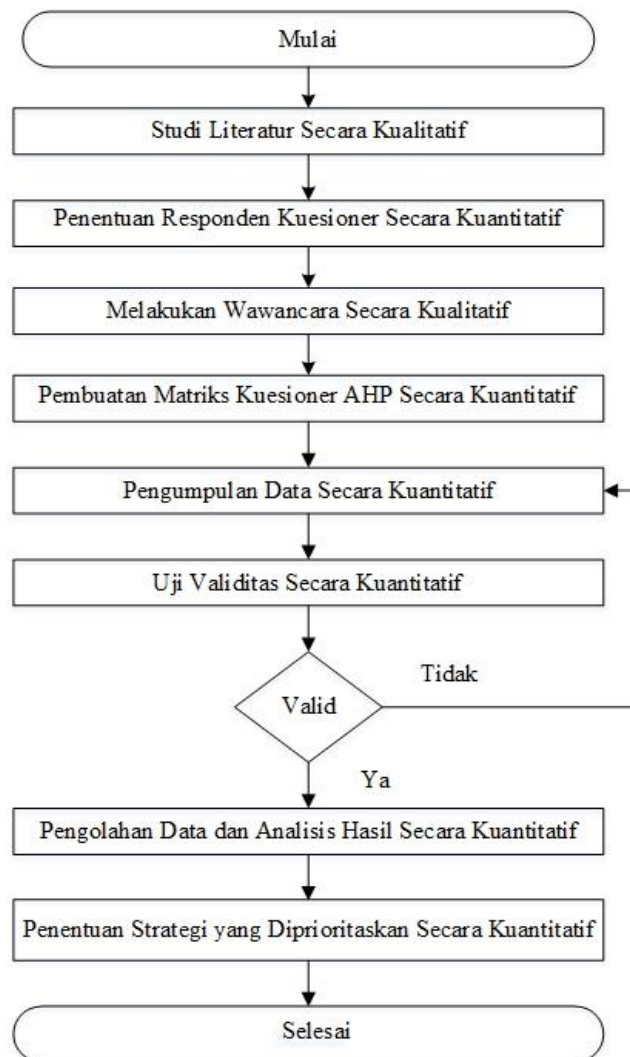 Mulai
Studi Literatur Secara Kualitatif
Penentuan Responden Kuesioner Secara Kuantitatif
Melakukan Wawancara Secara Kualitatif
Pembuatan Matriks Kuesioner AHP Secara Kuantitatif
Pengumpulan Data Secara Kuantitatif
Uji Validitas Secara Kuantitatif
Tidak
Valid
Ya
Pengolahan Data dan Analisis Hasil Secara Kuantitatif
Penentuan Strategi yang Diprioritaskan Secara Kuantitatif
Selesai